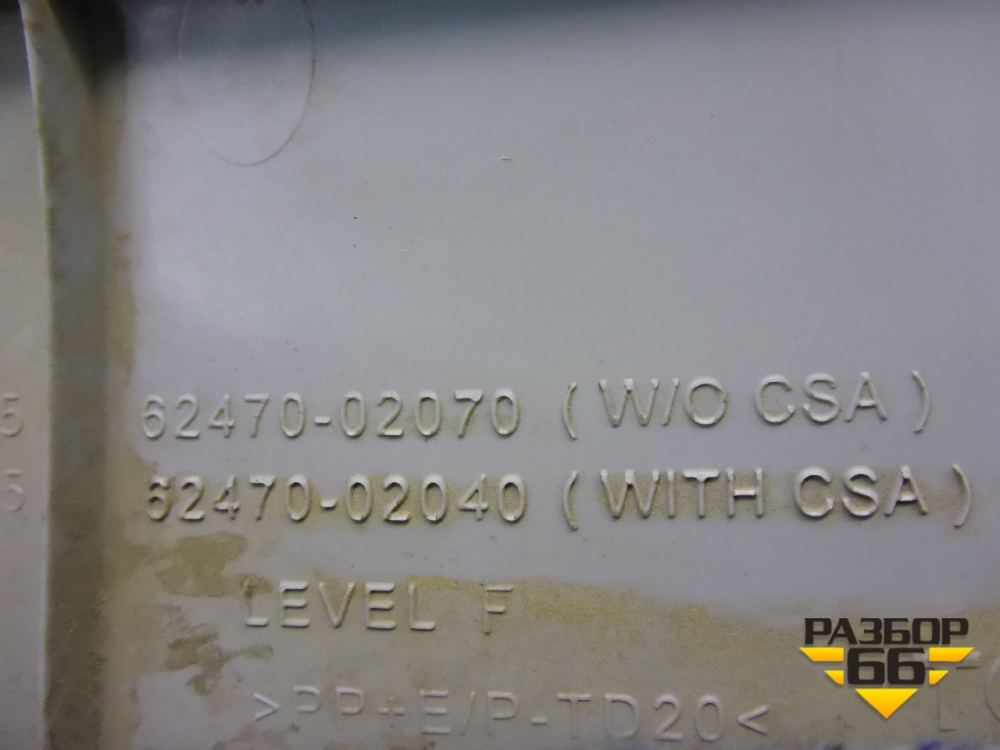 62470-02070 ( W/O CSA )
62470-02040 ( WITH CSA )
LEVEL F
>PP+E/P-TD20<
РАЗБОР
66